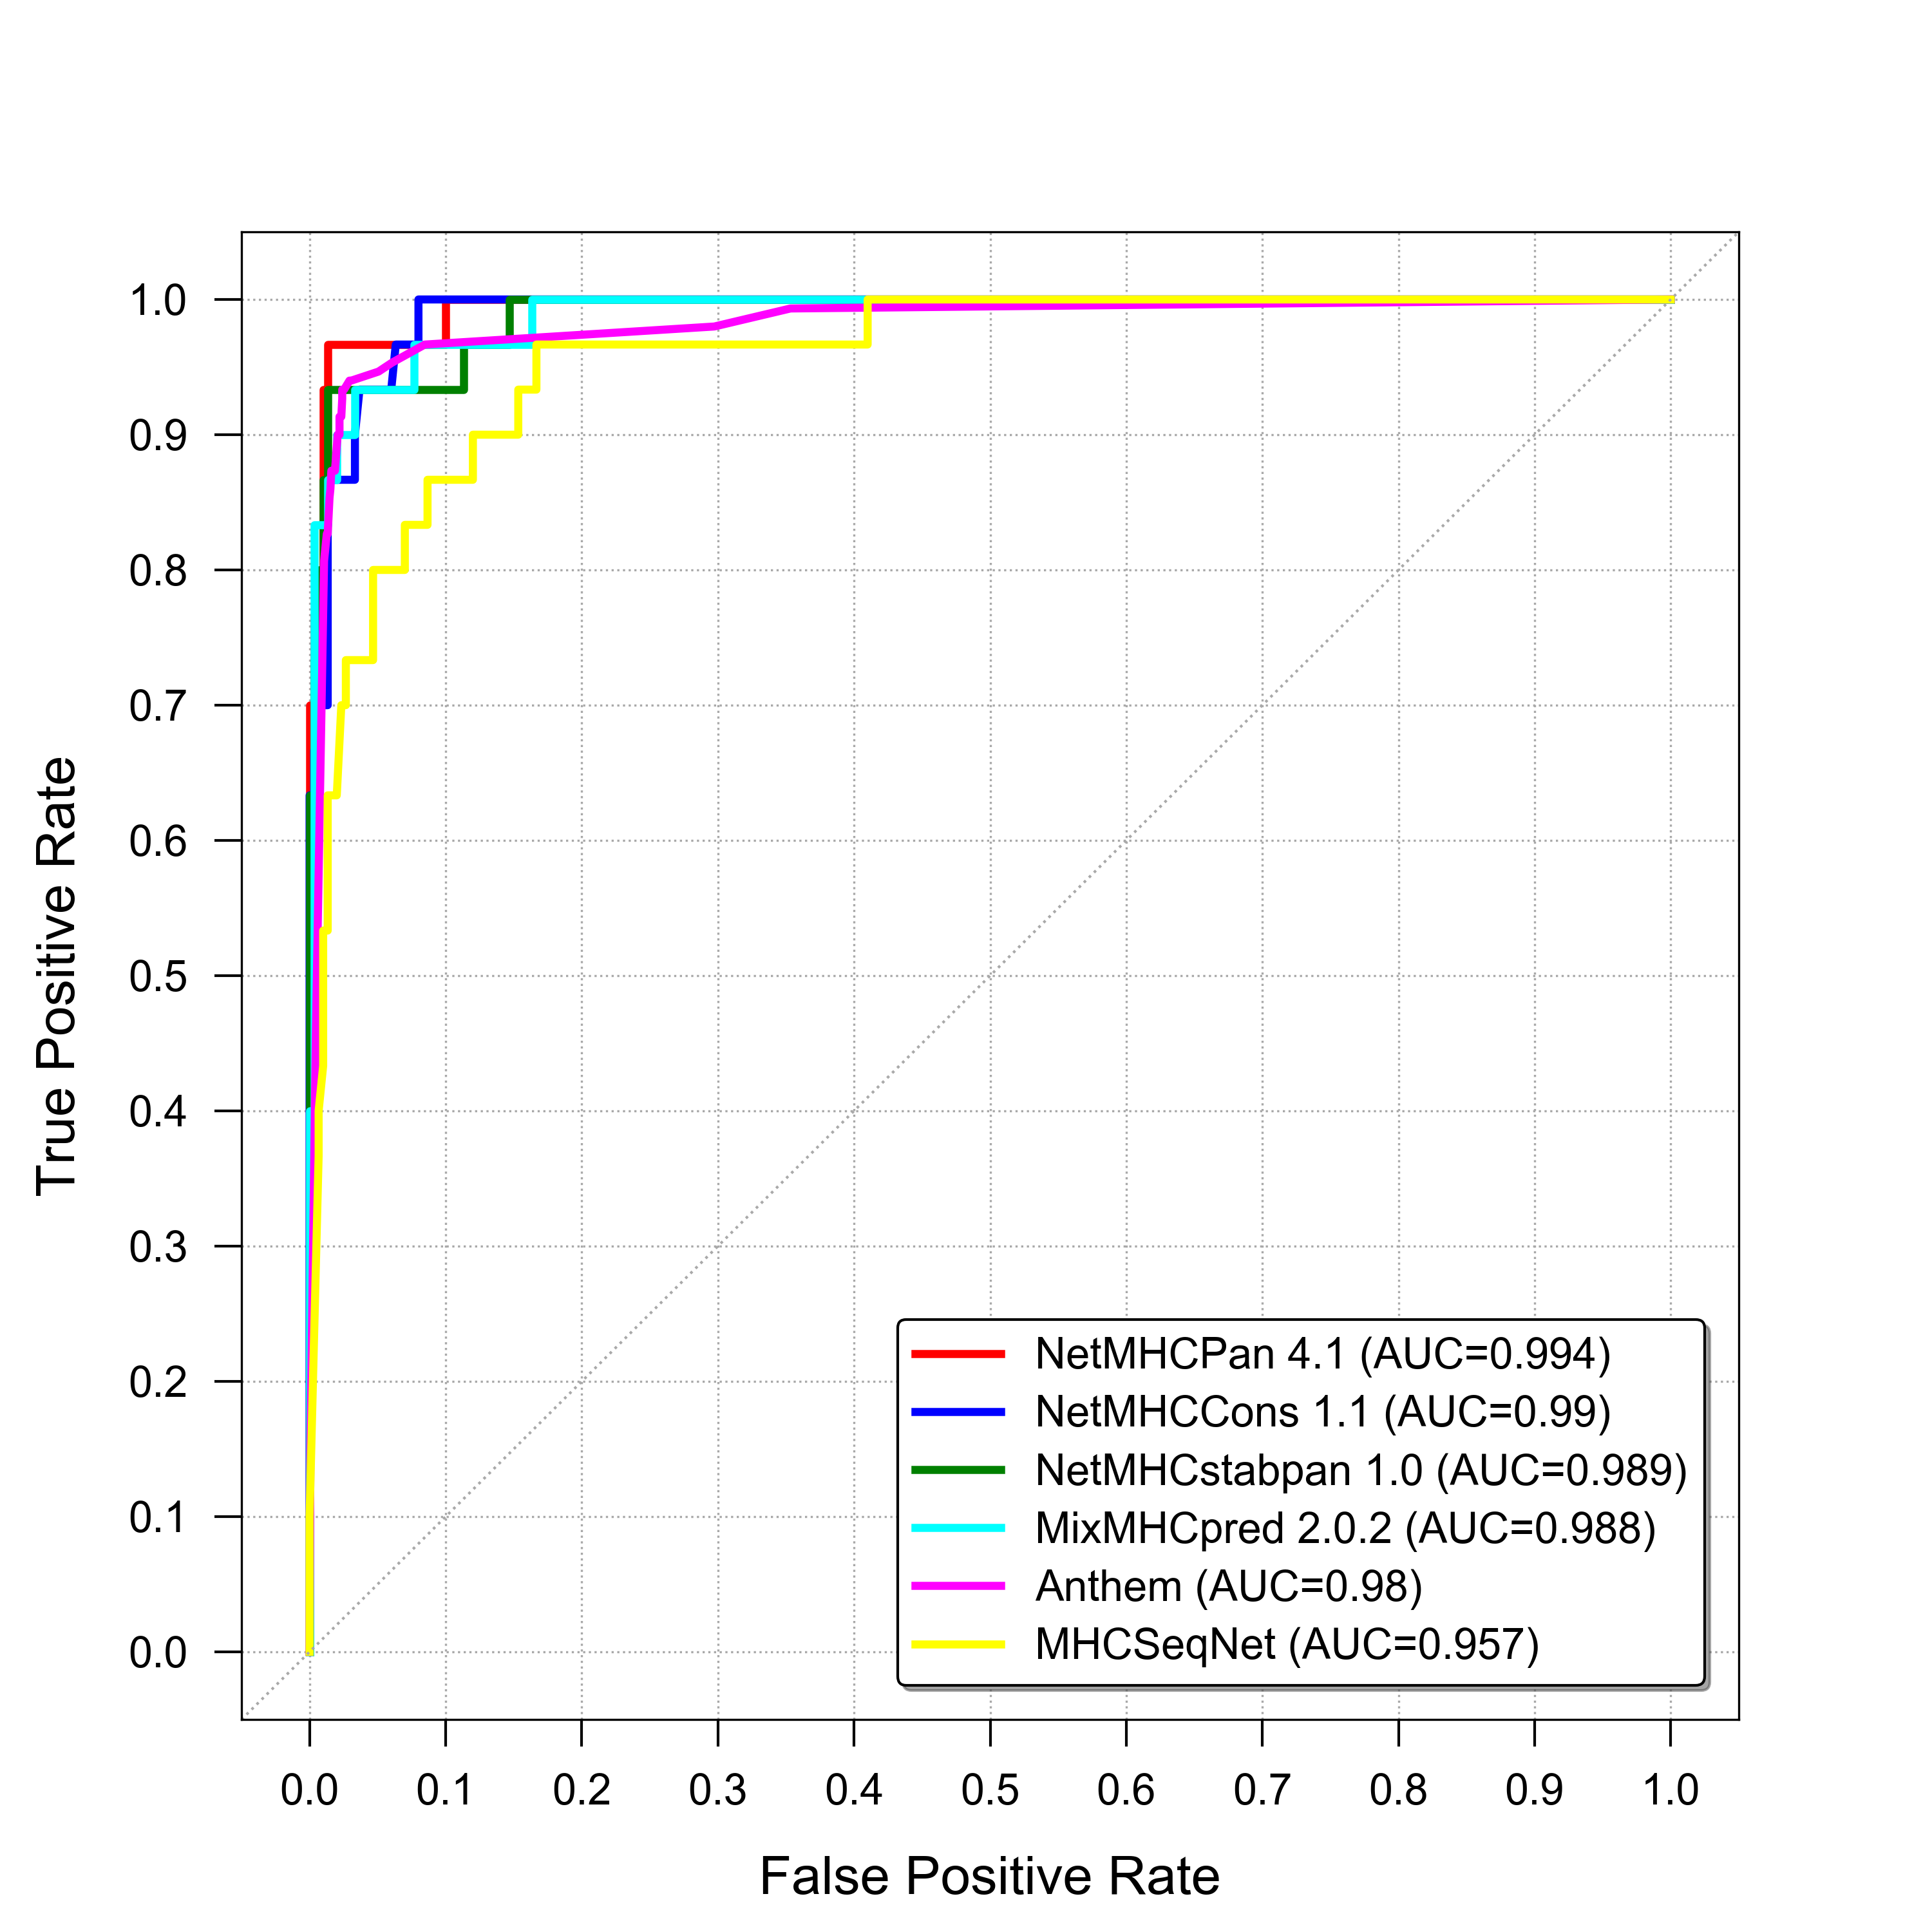 1.0
0.9
0.8
0.7
0.6
0.5
0.4
0.3
0.2
0.1
0.0
True Positive Rate
NetMHCPan 4.1 (AUC=0.994)
NetMHCCons 1.1 (AUC=0.99)
NetMHCstabpan 1.0 (AUC=0.989)
MixMHCpred 2.0.2 (AUC=0.988)
Anthem (AUC=0.98)
MHCSeqNet (AUC=0.957)
0.0 0.1 0.2 0.3 0.4 0.5 0.6 0.7 0.8 0.9 1.0
False Positive Rate